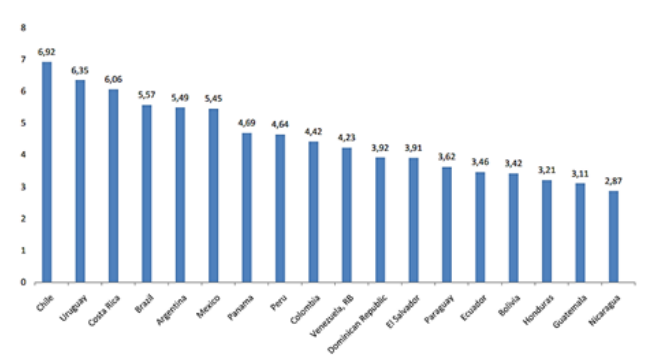 8
7
6
5
4
3
2
1
0
6,92
6,35
6,06
5,57
5,49
5,45
4,69
4,64
4,42
4,23
3,92
3,91
3,62
3,46
3,42
3,21
3,11
2,87
Chile
Uruguay
Costa Rica
Brazil
Argentina
Mexico
Panama
Peru
Colombia
Venezuela, RB
Dominican Republic
El Salvador
Paraguay
Ecuador
Bolivia
Honduras
Guatemala
Nicaragua